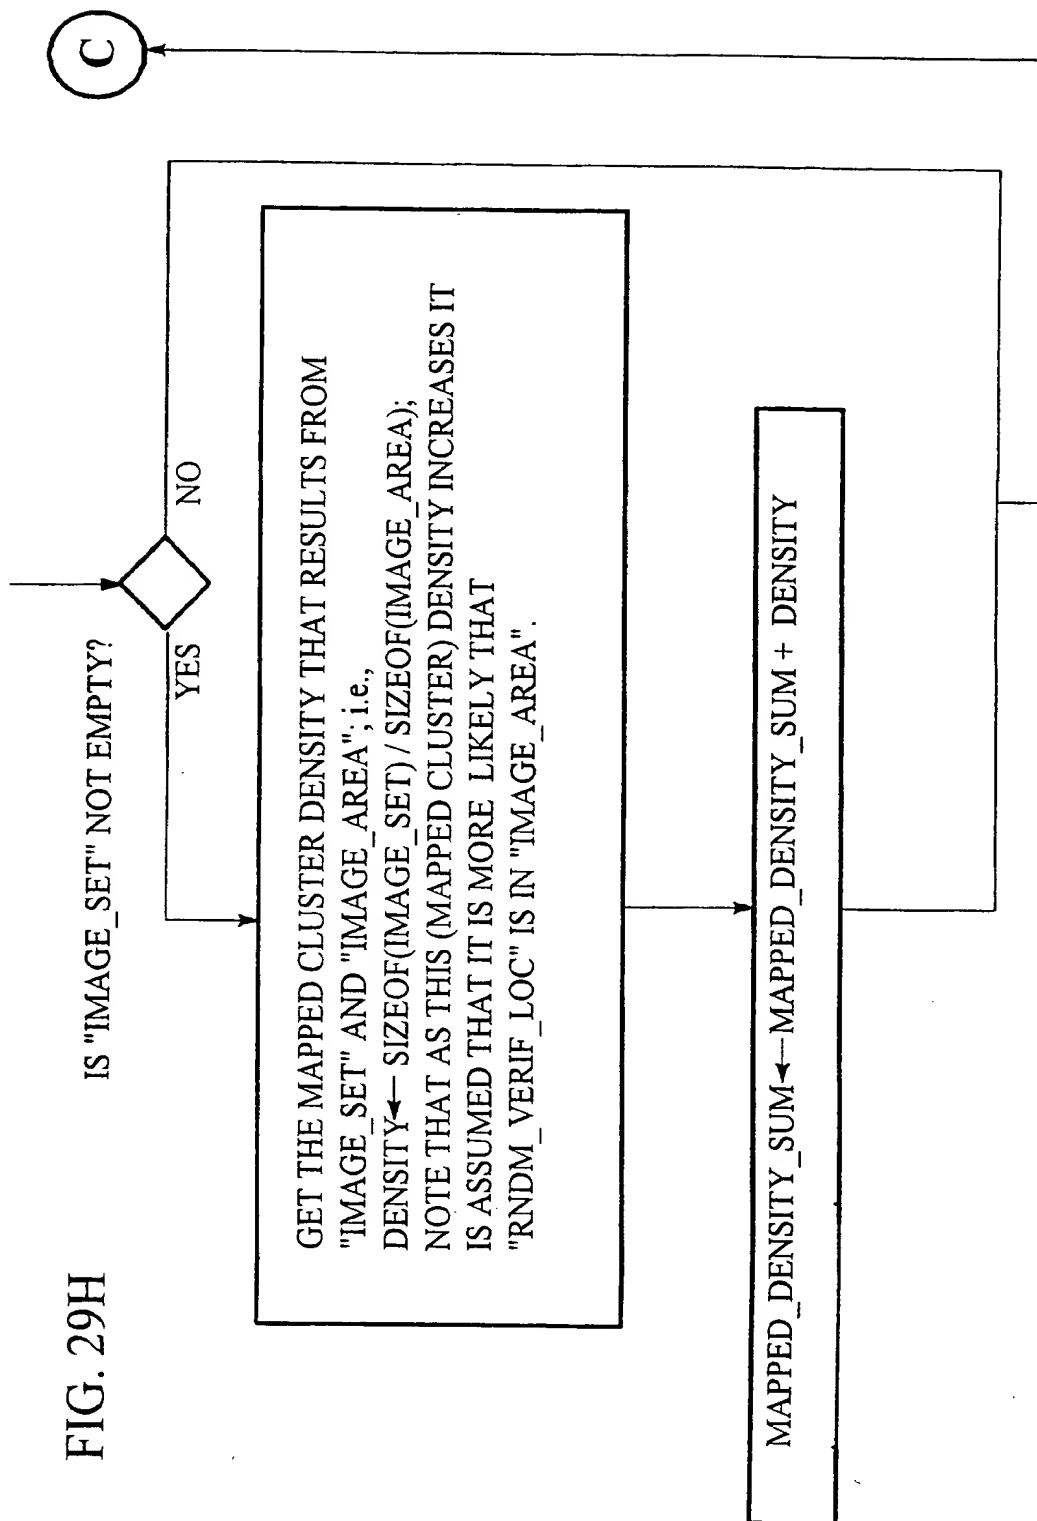 FIG. 29H
C
IS "IMAGE_SET" NOT EMPTY?
YES
NO
GET THE MAPPED CLUSTER DENSITY THAT RESULTS FROM
"IMAGE_SET" AND "IMAGE_AREA"; i.e.,
DENSITY← SIZEOF(IMAGE_SET) / SIZEOF(IMAGE_AREA);
NOTE THAT AS THIS (MAPPED CLUSTER) DENSITY INCREASES IT
IS ASSUMED THAT IT IS MORE LIKELY THAT
"RNDM_VERIF_LOC" IS IN "IMAGE_AREA".
MAPPED_DENSITY_SUM←MAPPED_DENSITY_SUM + DENSITY